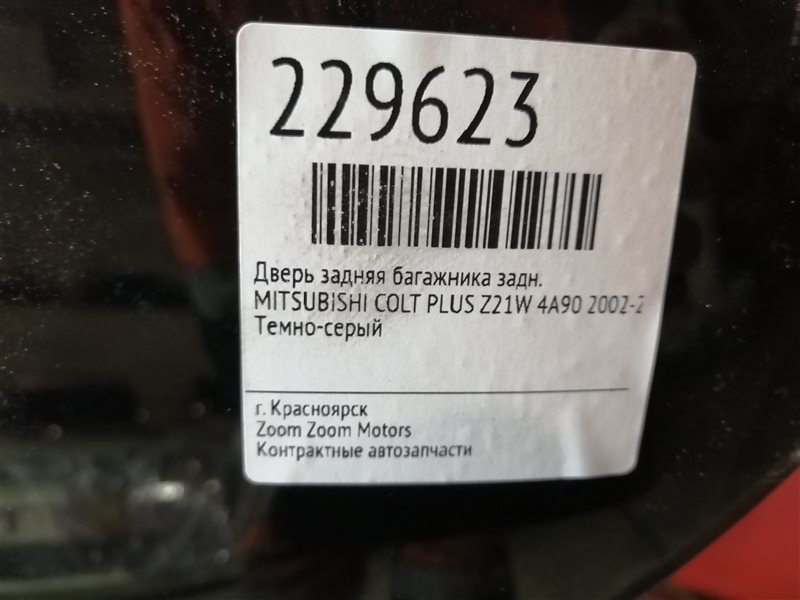 229623
Дверь задняя багажника задн.
MITSUBISHI COLT PLUS Z21W 4A90 2002-2
Темно-серый
г. Красноярск
Zoom Zoom Motors
Контрактные автозапчасти